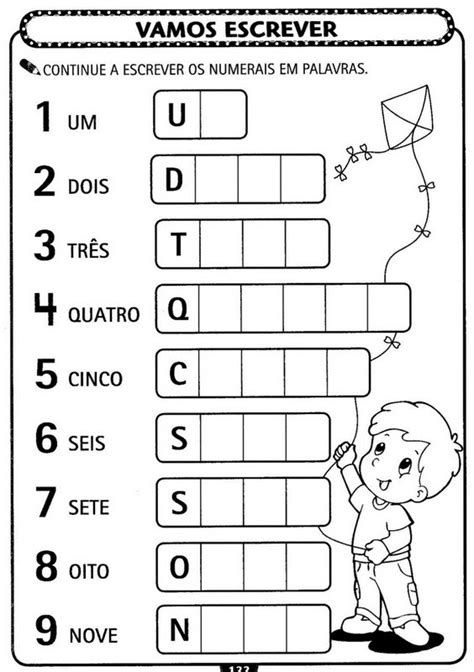 VAMOS ESCREVER
CONTINUE A ESCREVER OS NUMERAIS EM PALAVRAS.
1 UM U
2 DOIS D
3 TRÊS T
4 QUATRO Q
5 CINCO C
6 SEIS S
7 SETE S
8 OITO O
9 NOVE N
122